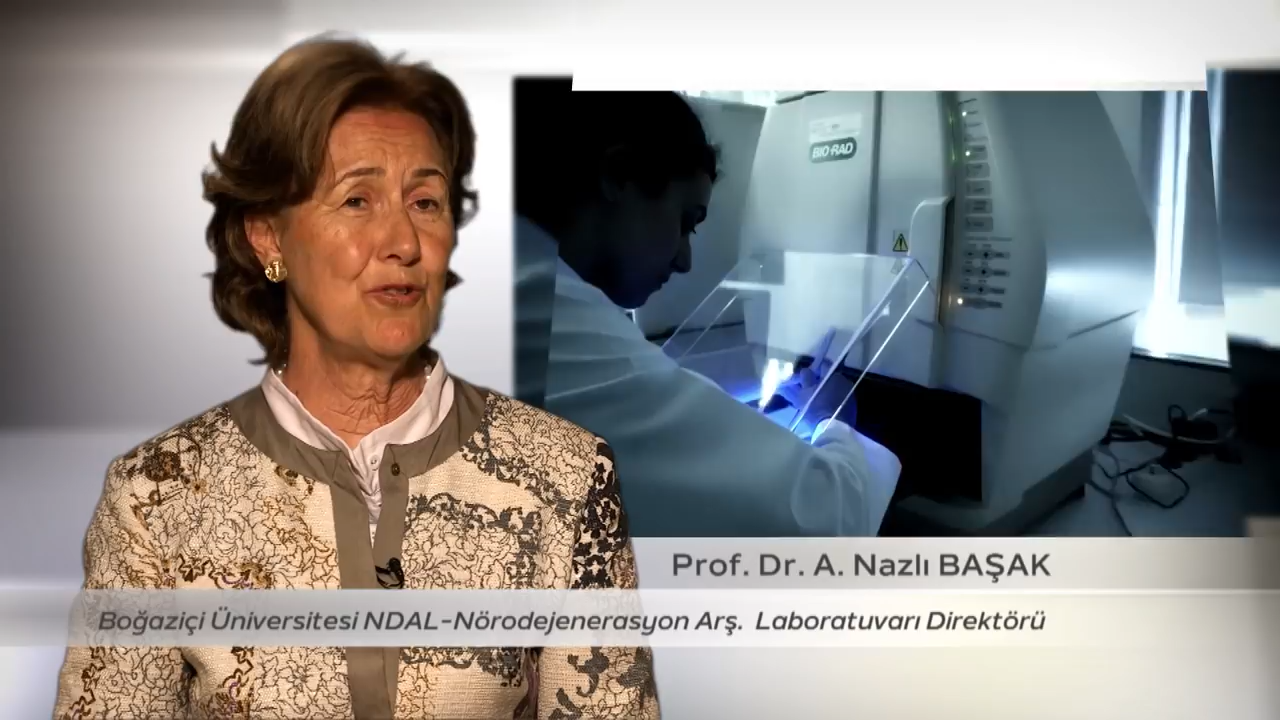 BIO-RAD
Prof. Dr. A. Nazlı BAŞAK
Boğaziçi Üniversitesi NDAL-Nörodejenerasyon Arş. Laboratuvarı Direktörü